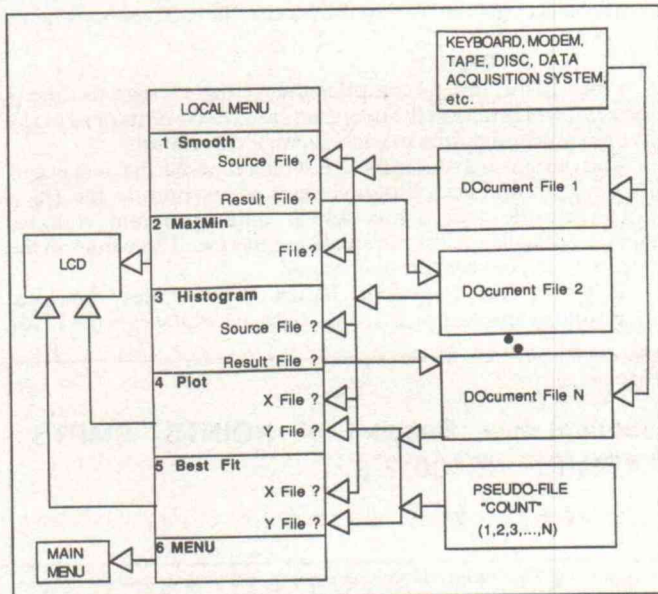 KEYBOARD, MODEM,
TAPE, DISC, DATA
ACQUISITION SYSTEM,
etc.
LOCAL MENU
1 Smooth
Source File ?
Result File ?
2 MaxMin
File?
3 Histogram
Source File ?
Result File ?
4 Plot
X File ?
Y File ?
5 Best Fit
X File ?
Y File ?
6 MENU
LCD
MAIN
MENU
DOcument File 1
DOcument File 2
DOcument File N
PSEUDO-FILE
"COUNT"
(1,2,3,...,N)